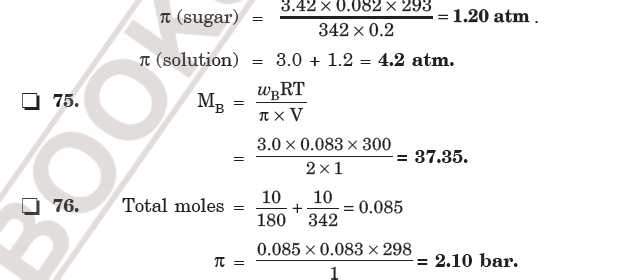 π (sugar) = 3.42 × 0.082 × 293 / 342 × 0.2 = 1.20 atm .
π (solution) = 3.0 + 1.2 = 4.2 atm.
75. M_B = w_B RT / π × V
= 3.0 × 0.083 × 300 / 2 × 1 = 37.35.
76. Total moles = 10 / 180 + 10 / 342 = 0.085
π = 0.085 × 0.083 × 298 / 1 = 2.10 bar.